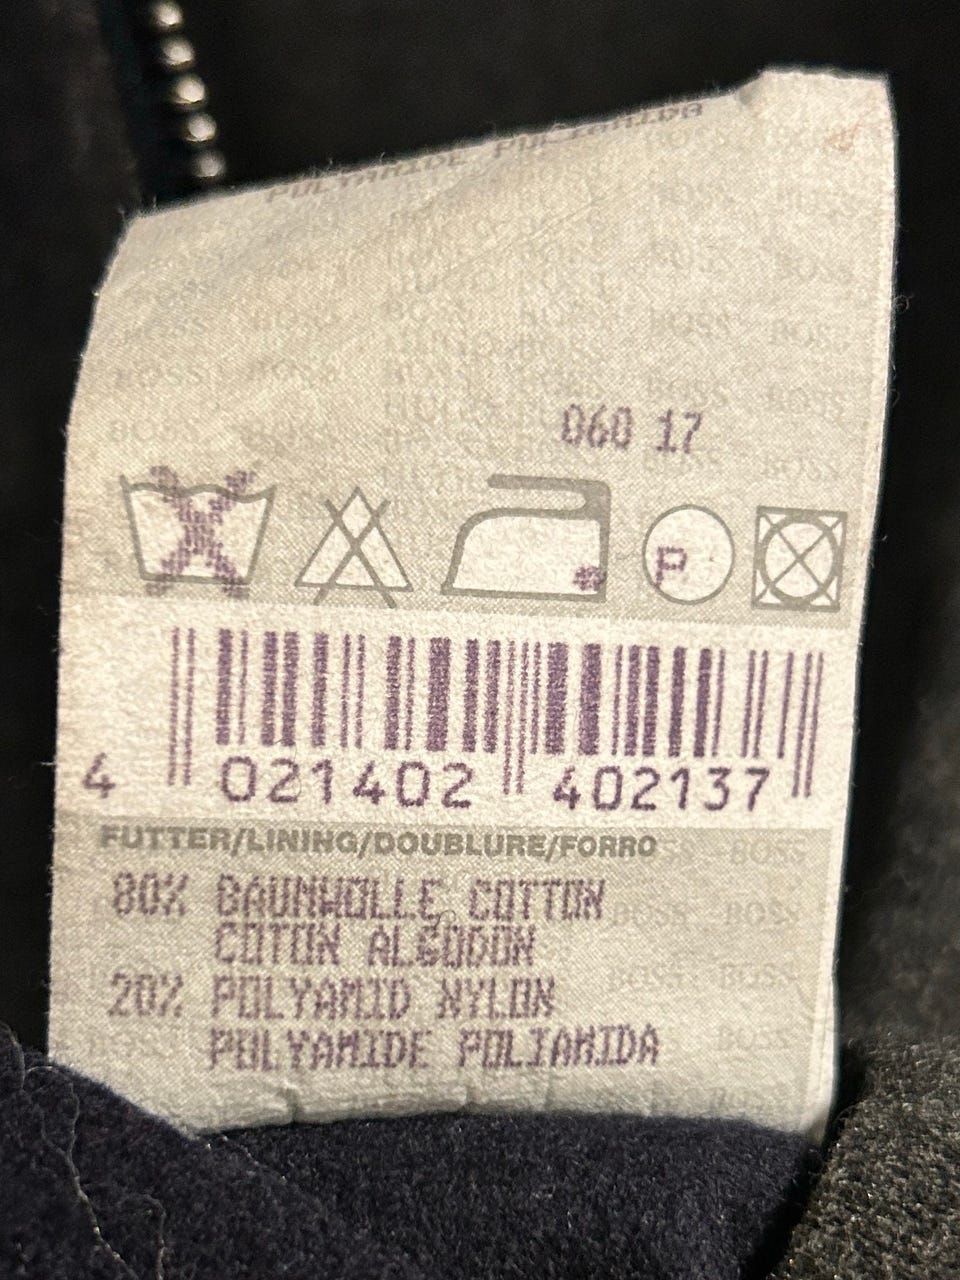 POLYAMIDE POLIAMIDA
060 17
P
4 021402 402137
FUTTER/LINING/DOUBLURE/FORRO
80% BAUMWOLLE COTTON
COTON ALGODON
20% POLYAMID NYLON
POLYAMIDE POLIAMIDA